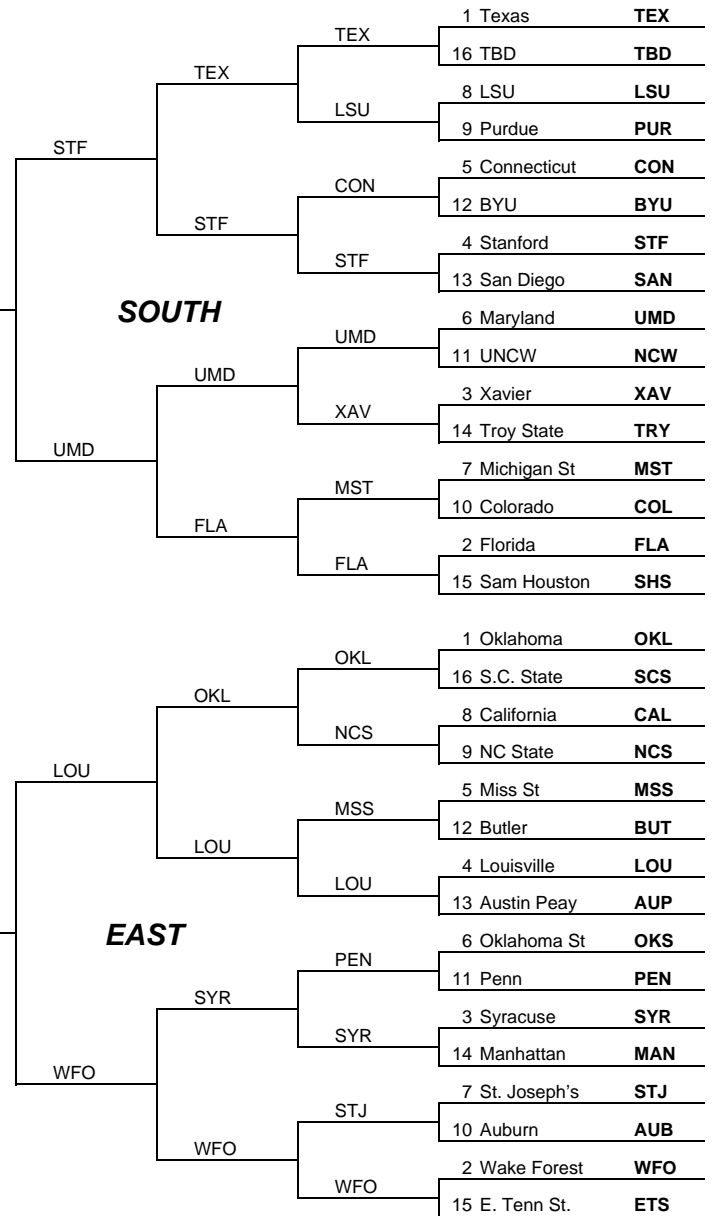 1 Texas TEX
TEX
16 TBD TBD
TEX
8 LSU LSU
LSU
9 Purdue PUR
STF
5 Connecticut CON
CON
12 BYU BYU
STF
4 Stanford STF
STF
13 San Diego SAN
SOUTH
6 Maryland UMD
UMD
11 UNCW NCW
UMD
3 Xavier XAV
XAV
14 Troy State TRY
UMD
7 Michigan St MST
MST
10 Colorado COL
FLA
2 Florida FLA
FLA
15 Sam Houston SHS
1 Oklahoma OKL
OKL
16 S.C. State SCS
OKL
8 California CAL
NCS
9 NC State NCS
LOU
5 Miss St MSS
MSS
12 Butler BUT
LOU
4 Louisville LOU
LOU
13 Austin Peay AUP
EAST
6 Oklahoma St OKS
PEN
11 Penn PEN
SYR
3 Syracuse SYR
SYR
14 Manhattan MAN
WFO
7 St. Joseph's STJ
STJ
10 Auburn AUB
WFO
2 Wake Forest WFO
WFO
15 E. Tenn St. ETS